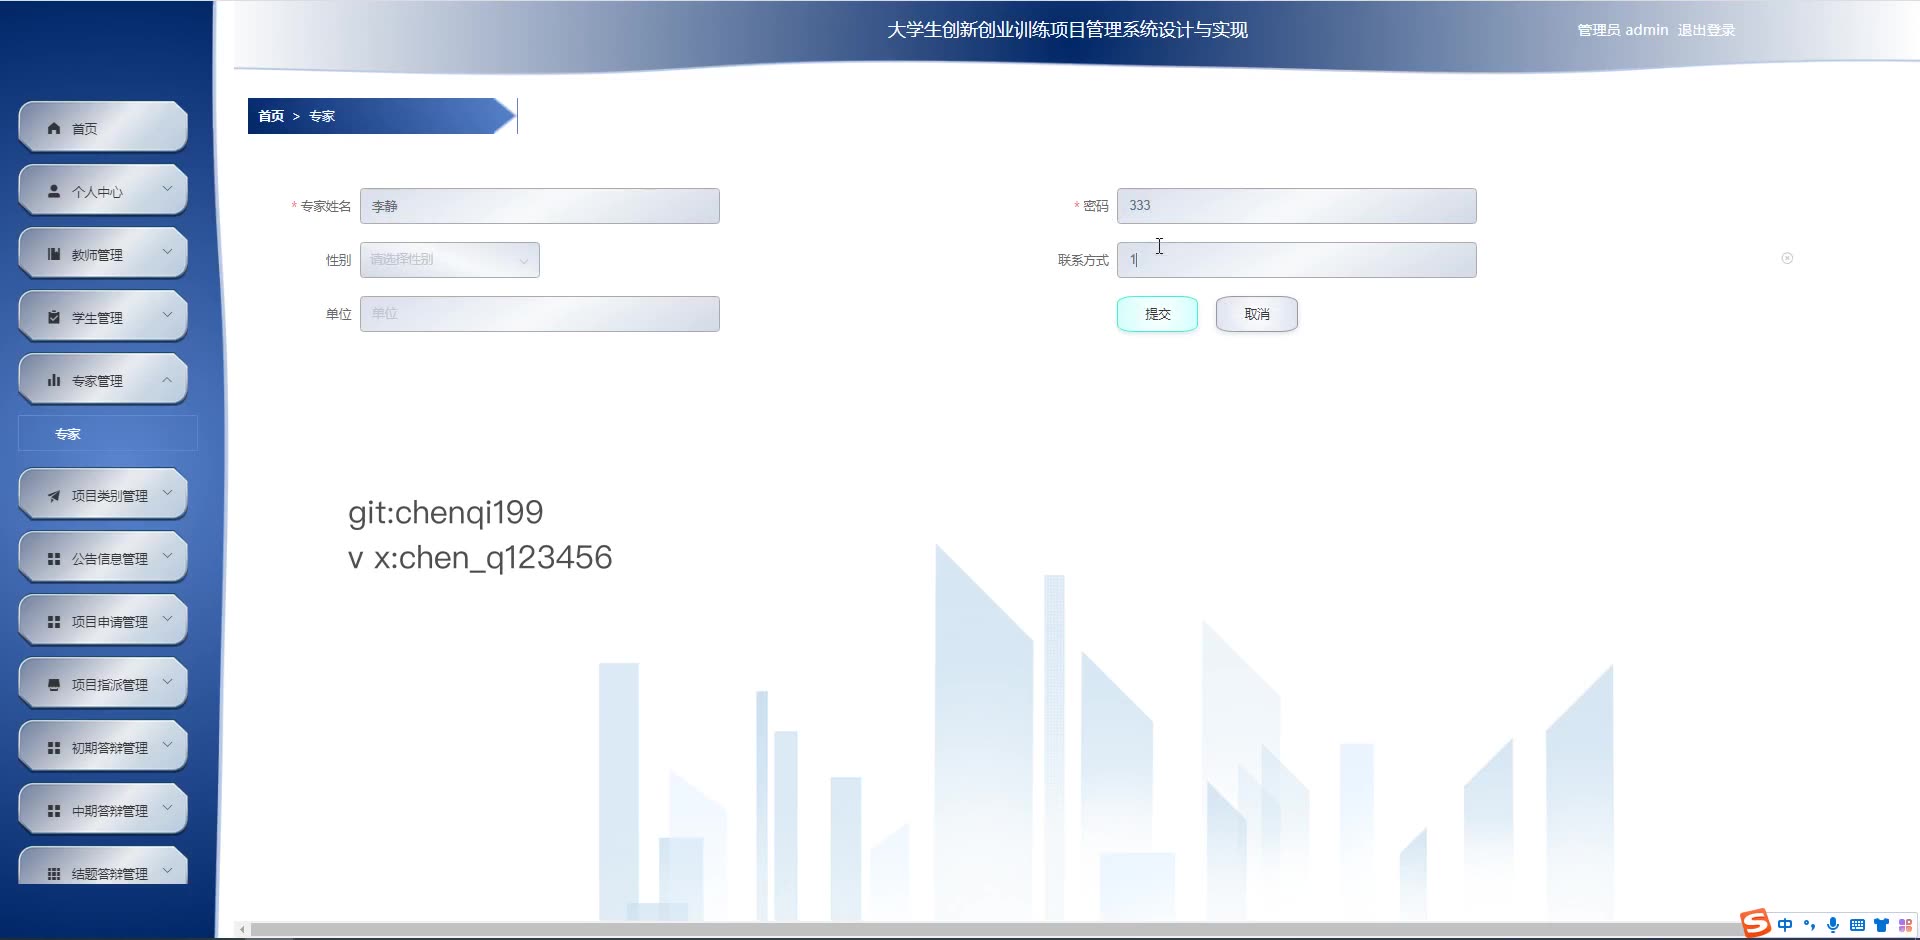 大学生创新创业训练项目管理系统设计与实现
管理员 admin 退出登录
首页
个人中心
教师管理
学生管理
专家管理
专家
项目类别管理
公告信息管理
项目申请管理
项目指派管理
初期答辩管理
中期答辩管理
结题答辩管理
首页 > 专家
* 专家姓名 李静
* 密码 333
性别 请选择性别
联系方式 1
单位 单位
提交 取消
git:chenqi199
v x:chen_q123456
中